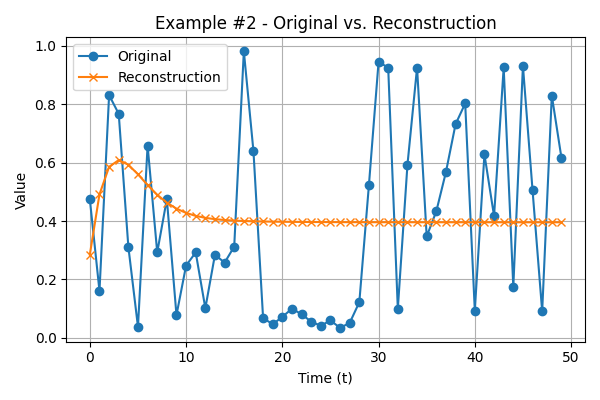 Example #2 - Original vs. Reconstruction
Original
Reconstruction
Value
1.0
0.8
0.6
0.4
0.2
0.0
0 10 20 30 40 50
Time (t)